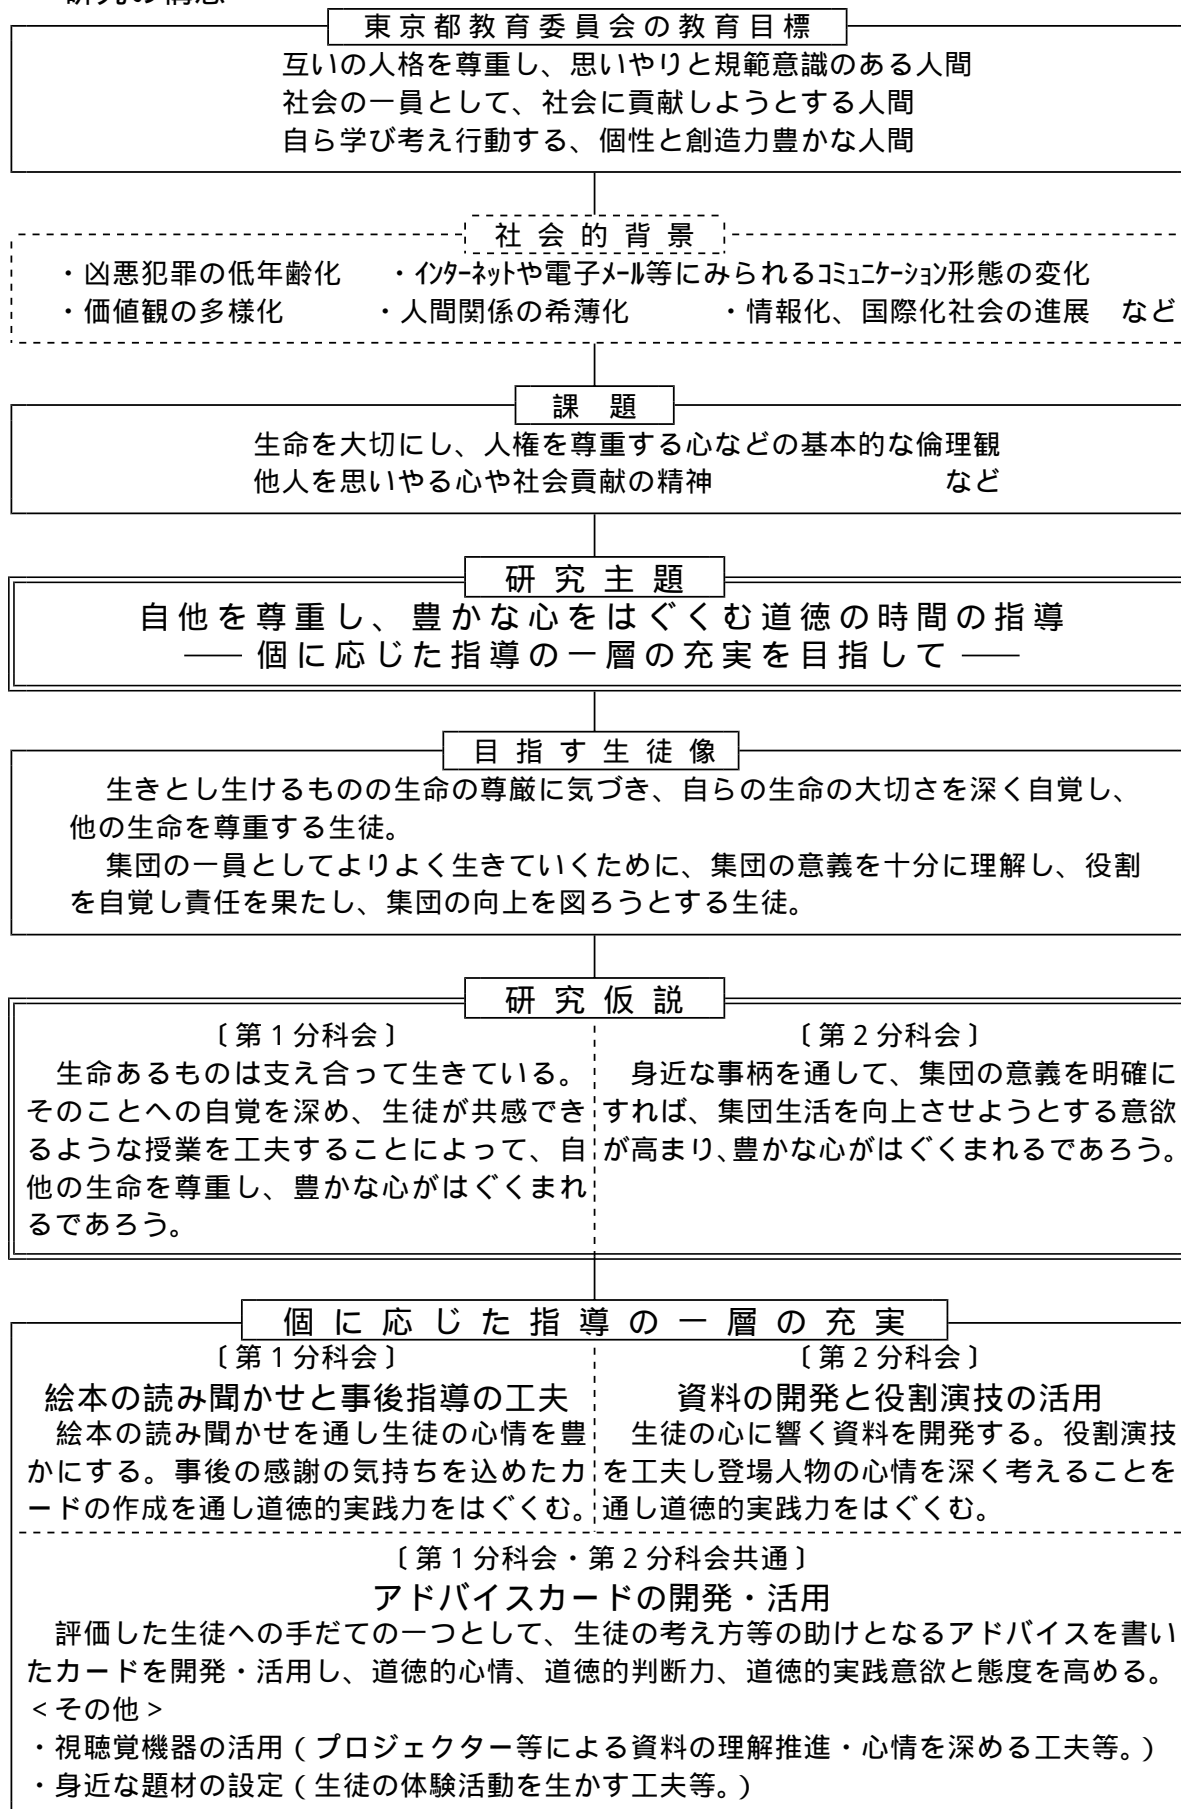 研究の構想
東京都教育委員会の教育目標
互いの人格を尊重し、思いやりと規範意識のある人間
社会の一員として、社会に貢献しようとする人間
自ら学び考え行動する、個性と創造力豊かな人間
社会的背景
・凶悪犯罪の低年齢化　・インターネットや電子メール等にみられるコミュニケーション形態の変化
・価値観の多様化　・人間関係の希薄化　・情報化、国際化社会の進展　など
課題
生命を大切にし、人権を尊重する心などの基本的な倫理観
他人を思いやる心や社会貢献の精神　など
研究主題
自他を尊重し、豊かな心をはぐくむ道徳の時間の指導
―― 個に応じた指導の一層の充実を目指して ――
目指す生徒像
生きとし生けるものの生命の尊厳に気づき、自らの生命の大切さを深く自覚し、
他の生命を尊重する生徒。
集団の一員としてよりよく生きていくために、集団の意義を十分に理解し、役割
を自覚し責任を果たし、集団の向上を図ろうとする生徒。
研究仮説
〔第1分科会〕
生命あるものは支え合って生きている。
そのことへの自覚を深め、生徒が共感でき
るような授業を工夫することによって、自
他の生命を尊重し、豊かな心がはぐくまれ
るであろう。
〔第2分科会〕
身近な事柄を通して、集団の意義を明確に
すれば、集団生活を向上させようとする意欲
が高まり、豊かな心がはぐくまれるであろう。
個に応じた指導の一層の充実
〔第1分科会〕
絵本の読み聞かせと事後指導の工夫
絵本の読み聞かせを通し生徒の心情を豊
かにする。事後の感謝の気持ちを込めたカ
ードの作成を通し道徳的実践力をはぐくむ。
〔第2分科会〕
資料の開発と役割演技の活用
生徒の心に響く資料を開発する。役割演技
を工夫し登場人物の心情を深く考えることを
通し道徳的実践力をはぐくむ。
〔第1分科会・第2分科会共通〕
アドバイスカードの開発・活用
評価した生徒への手だての一つとして、生徒の考え方等の助けとなるアドバイスを書い
たカードを開発・活用し、道徳的心情、道徳的判断力、道徳的実践意欲と態度を高める。
＜その他＞
・視聴覚機器の活用（プロジェクター等による資料の理解推進・心情を深める工夫等。）
・身近な題材の設定（生徒の体験活動を生かす工夫等。）